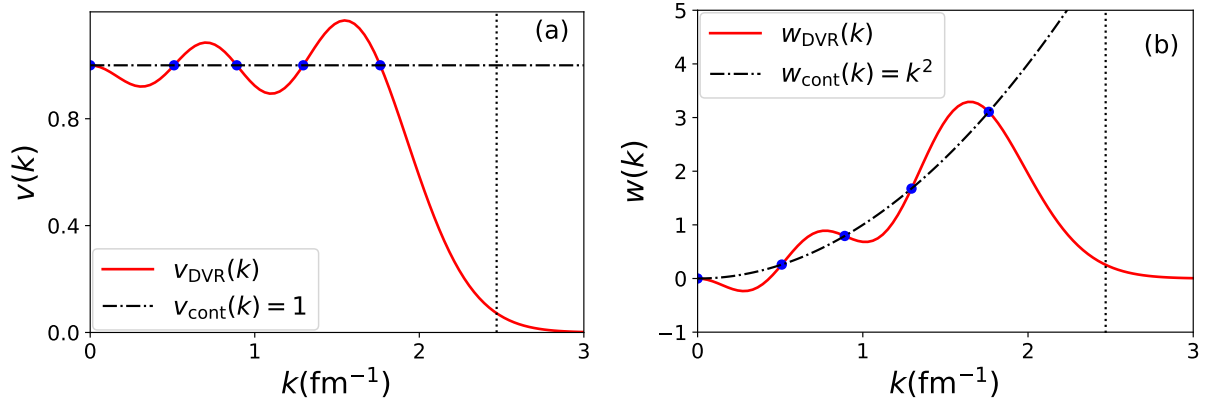 (a)
v(k)
0.8
0.4
0.0
v_DVR(k)
v_cont(k) = 1
0 1 2 3
k(fm⁻¹)
(b)
w_DVR(k)
w_cont(k) = k²
w(k)
5
4
3
2
1
0
−1
0 1 2 3
k(fm⁻¹)